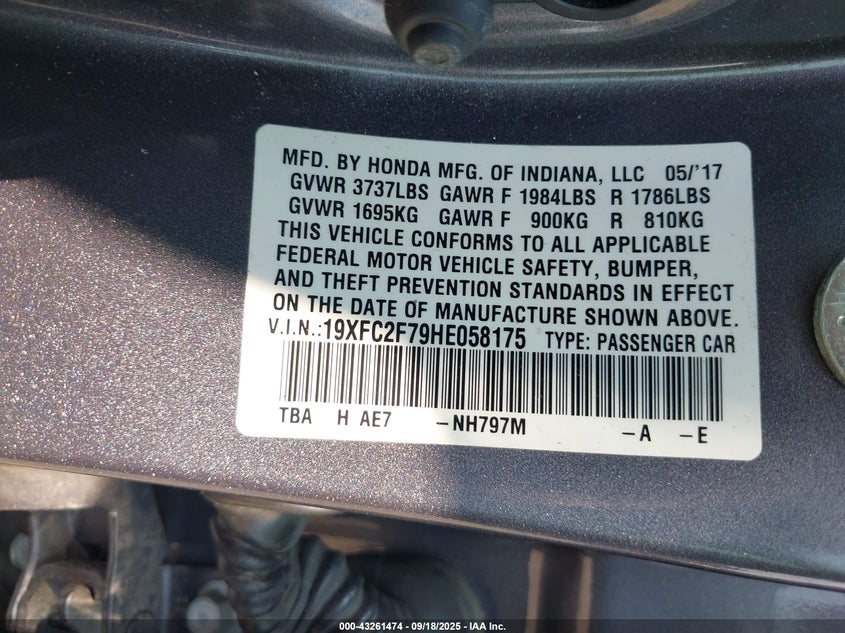 MFD. BY HONDA MFG. OF INDIANA, LLC 05/'17
GVWR 3737LBS GAWR F 1984LBS R 1786LBS
GVWR 1695KG GAWR F 900KG R 810KG
THIS VEHICLE CONFORMS TO ALL APPLICABLE
FEDERAL MOTOR VEHICLE SAFETY, BUMPER,
AND THEFT PREVENTION STANDARDS IN EFFECT
ON THE DATE OF MANUFACTURE SHOWN ABOVE.
V.I.N.:19XFC2F79HE058175 TYPE: PASSENGER CAR
TBA H AE7 -NH797M -A -E
000-43261474 - 09/18/2025 - IAA Inc.